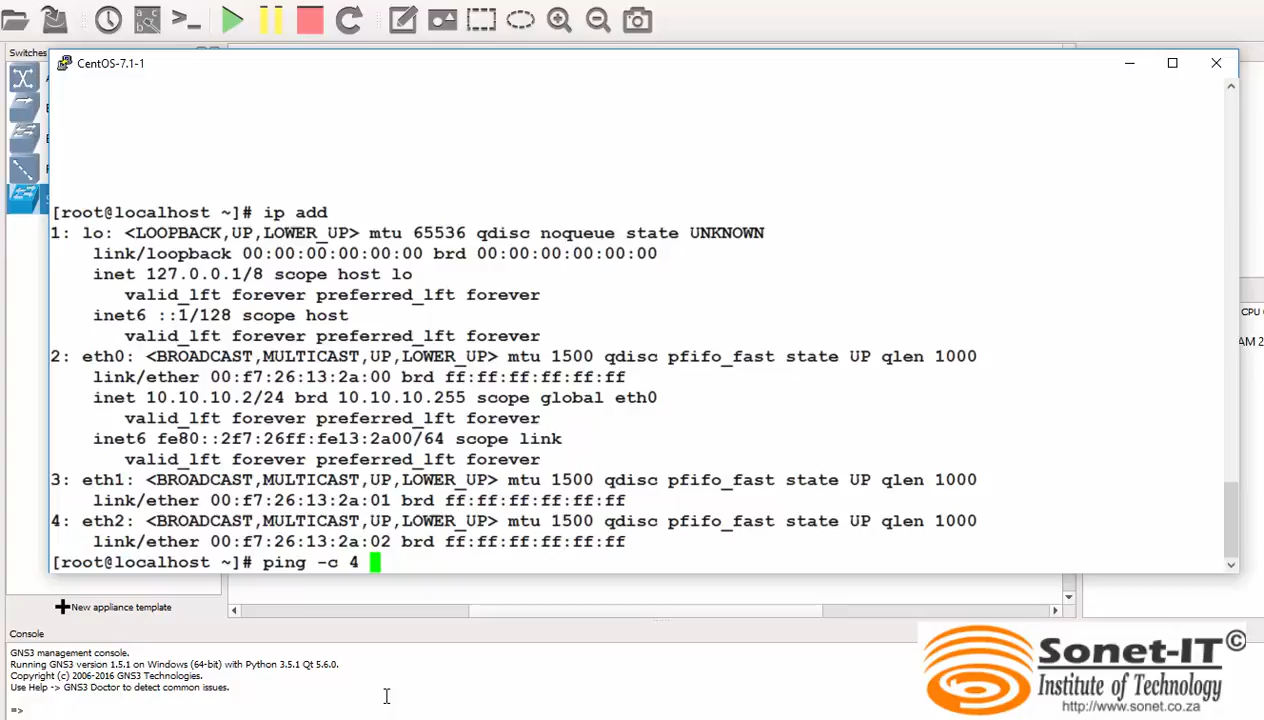 Switches
CentOS-7.1-1
[root@localhost ~]# ip add
1: lo: <LOOPBACK,UP,LOWER_UP> mtu 65536 qdisc noqueue state UNKNOWN
link/loopback 00:00:00:00:00:00 brd 00:00:00:00:00:00
inet 127.0.0.1/8 scope host lo
valid_lft forever preferred_lft forever
inet6 ::1/128 scope host
valid_lft forever preferred_lft forever
2: eth0: <BROADCAST,MULTICAST,UP,LOWER_UP> mtu 1500 qdisc pfifo_fast state UP qlen 1000
link/ether 00:f7:26:13:2a:00 brd ff:ff:ff:ff:ff:ff
inet 10.10.10.2/24 brd 10.10.10.255 scope global eth0
valid_lft forever preferred_lft forever
inet6 fe80::2f7:26ff:fe13:2a00/64 scope link
valid_lft forever preferred_lft forever
3: eth1: <BROADCAST,MULTICAST,UP,LOWER_UP> mtu 1500 qdisc pfifo_fast state UP qlen 1000
link/ether 00:f7:26:13:2a:01 brd ff:ff:ff:ff:ff:ff
4: eth2: <BROADCAST,MULTICAST,UP,LOWER_UP> mtu 1500 qdisc pfifo_fast state UP qlen 1000
link/ether 00:f7:26:13:2a:02 brd ff:ff:ff:ff:ff:ff
[root@localhost ~]# ping -c 4
CPU
AM 2
New appliance template
Console
GNS3 management console.
Running GNS3 version 1.5.1 on Windows (64-bit) with Python 3.5.1 Qt 5.6.0.
Copyright (c) 2006-2016 GNS3 Technologies.
Use Help -> GNS3 Doctor to detect common issues.
=>
Sonet-IT©
Institute of Technology
http://www.sonet.co.za